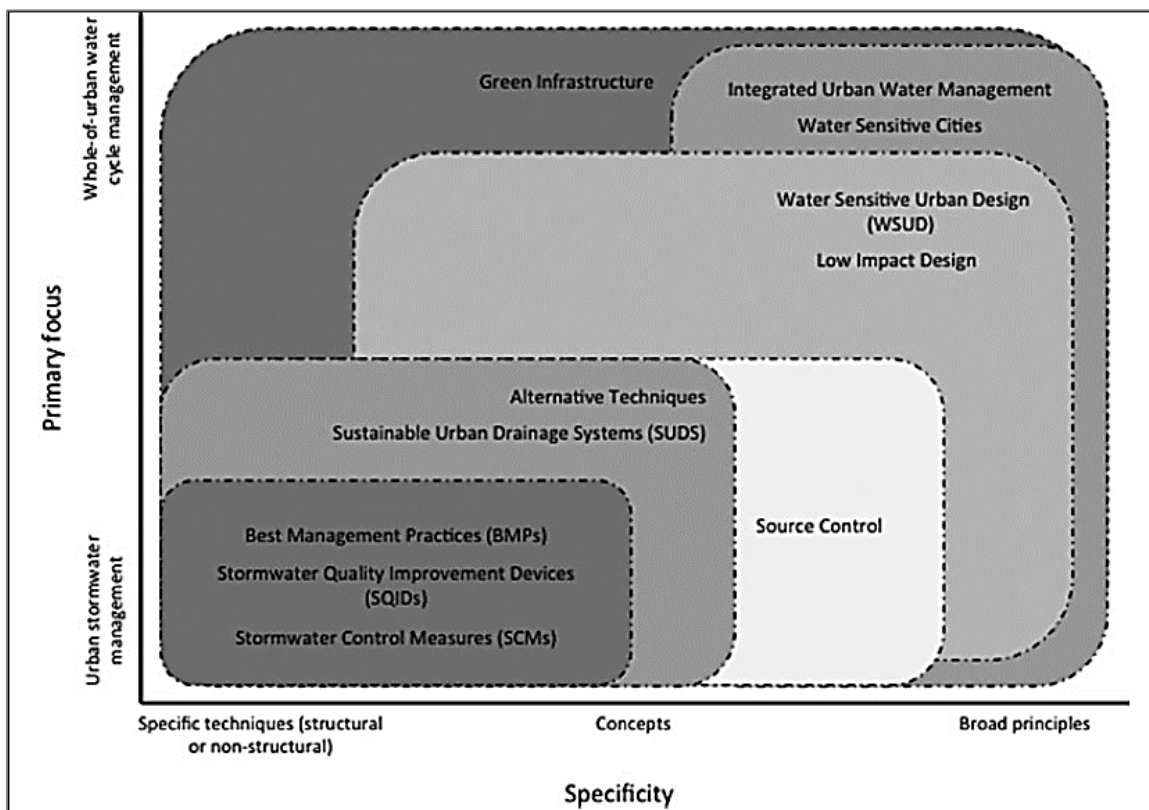 Whole-of-urban water
cycle management
Primary focus
Urban stormwater
management
Green Infrastructure
Integrated Urban Water Management
Water Sensitive Cities
Water Sensitive Urban Design
(WSUD)
Low Impact Design
Alternative Techniques
Sustainable Urban Drainage Systems (SUDS)
Source Control
Best Management Practices (BMPs)
Stormwater Quality Improvement Devices
(SQIDs)
Stormwater Control Measures (SCMs)
Specific techniques (structural
or non-structural)
Concepts
Broad principles
Specificity